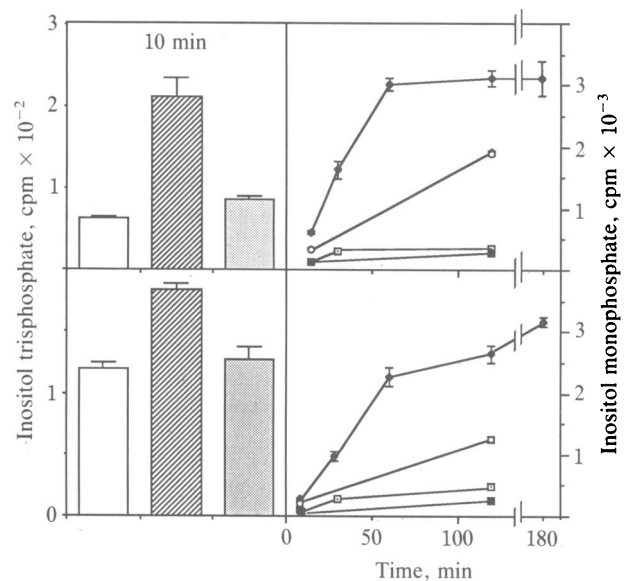 3
10 min
2
1
1
0
Inositol trisphosphate, cpm × 10⁻²
3
2
1
3
2
1
Inositol monophosphate, cpm × 10⁻³
0 50 100 180
Time, min